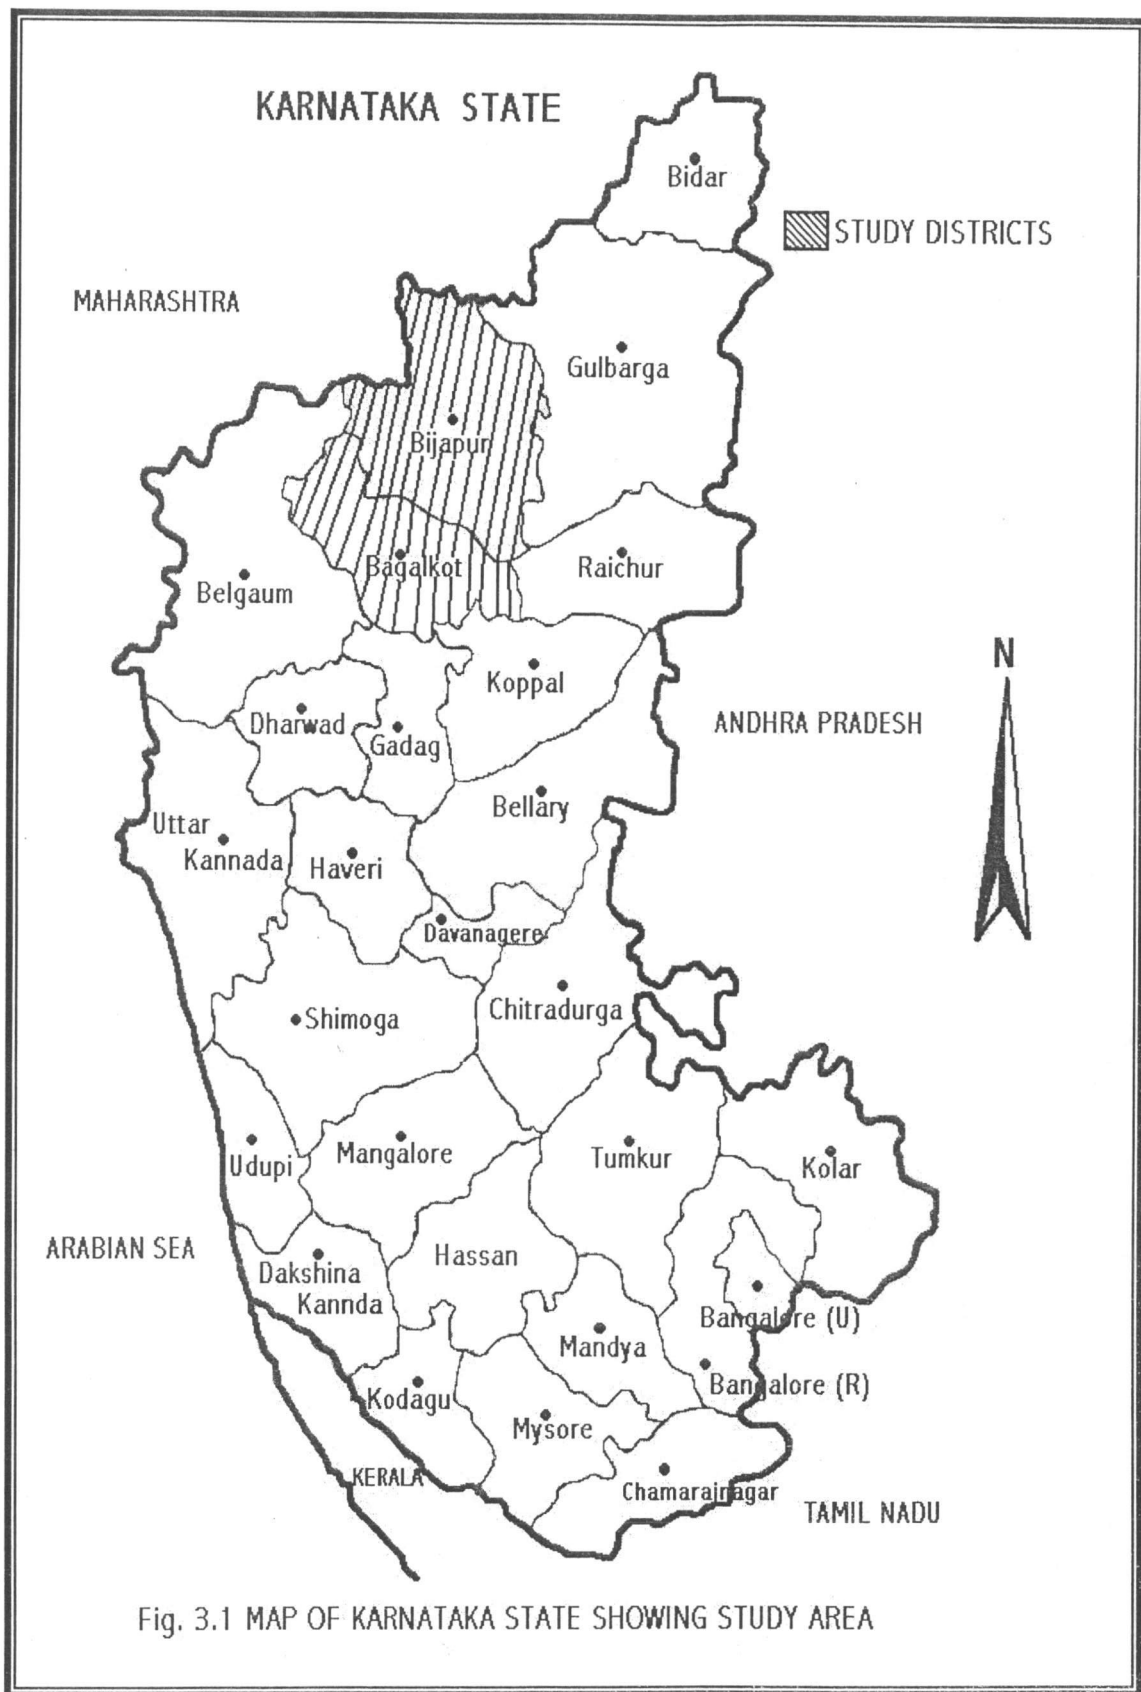 KARNATAKA STATE
Bidar
STUDY DISTRICTS
MAHARASHTRA
Gulbarga
Bijapur
Bagalkot
Raichur
Belgaum
N
Koppal
Dharwad
Gadag
ANDHRA PRADESH
Bellary
Uttar
Kannada
Haveri
Davanagere
Chitradurga
Shimoga
Mangalore
Tumkur
Kolar
Udupi
ARABIAN SEA
Hassan
Dakshina
Kannda
Bangalore (U)
Mandya
Bangalore (R)
Kodagu
Mysore
KERALA
Chamarajnagar
TAMIL NADU
Fig. 3.1 MAP OF KARNATAKA STATE SHOWING STUDY AREA